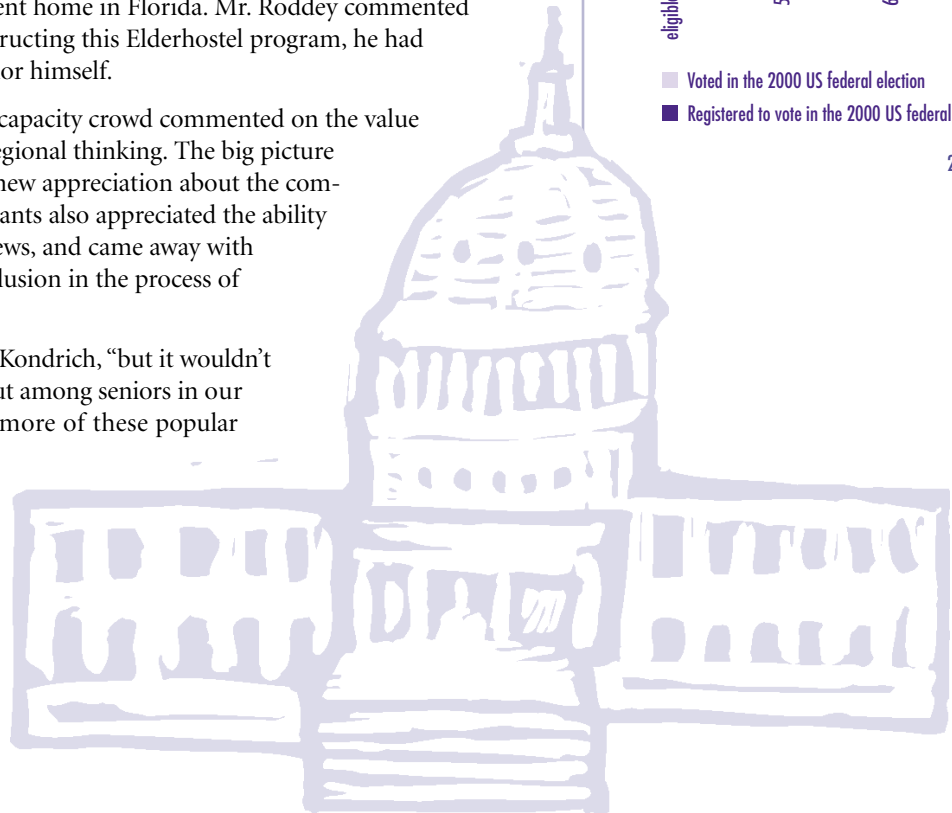 ent home in Florida. Mr. Roddey commented
ructing this Elderhostel program, he had
or himself.
capacity crowd commented on the value
egional thinking. The big picture
new appreciation about the com-
ants also appreciated the ability
ews, and came away with
lusion in the process of
Kondrich, “but it wouldn’t
ut among seniors in our
more of these popular
eligible
Voted in the 2000 US federal election
Registered to vote in the 2000 US federal
2